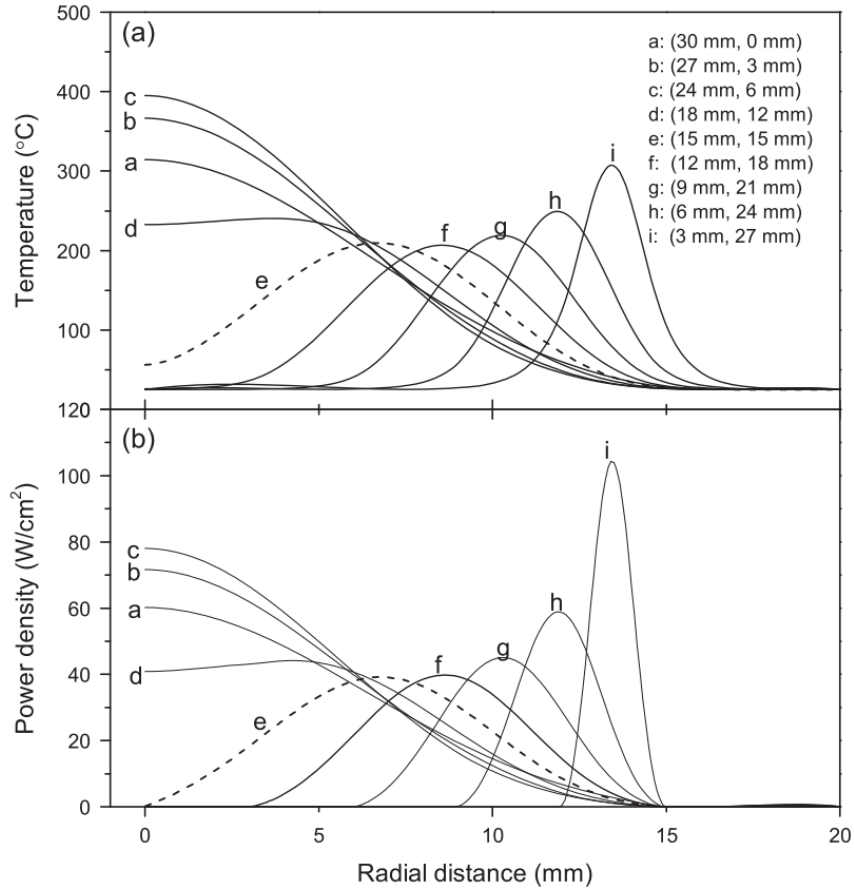 (a)
500
400
300
200
100
Temperature (°C)
a: (30 mm, 0 mm)
b: (27 mm, 3 mm)
c: (24 mm, 6 mm)
d: (18 mm, 12 mm)
e: (15 mm, 15 mm)
f: (12 mm, 18 mm)
g: (9 mm, 21 mm)
h: (6 mm, 24 mm)
i: (3 mm, 27 mm)
c
b
a
d
e
f
g
h
i
(b)
120
100
80
60
40
20
0
Power density (W/cm²)
c
b
a
d
e
f
g
h
i
0
5
10
15
20
Radial distance (mm)